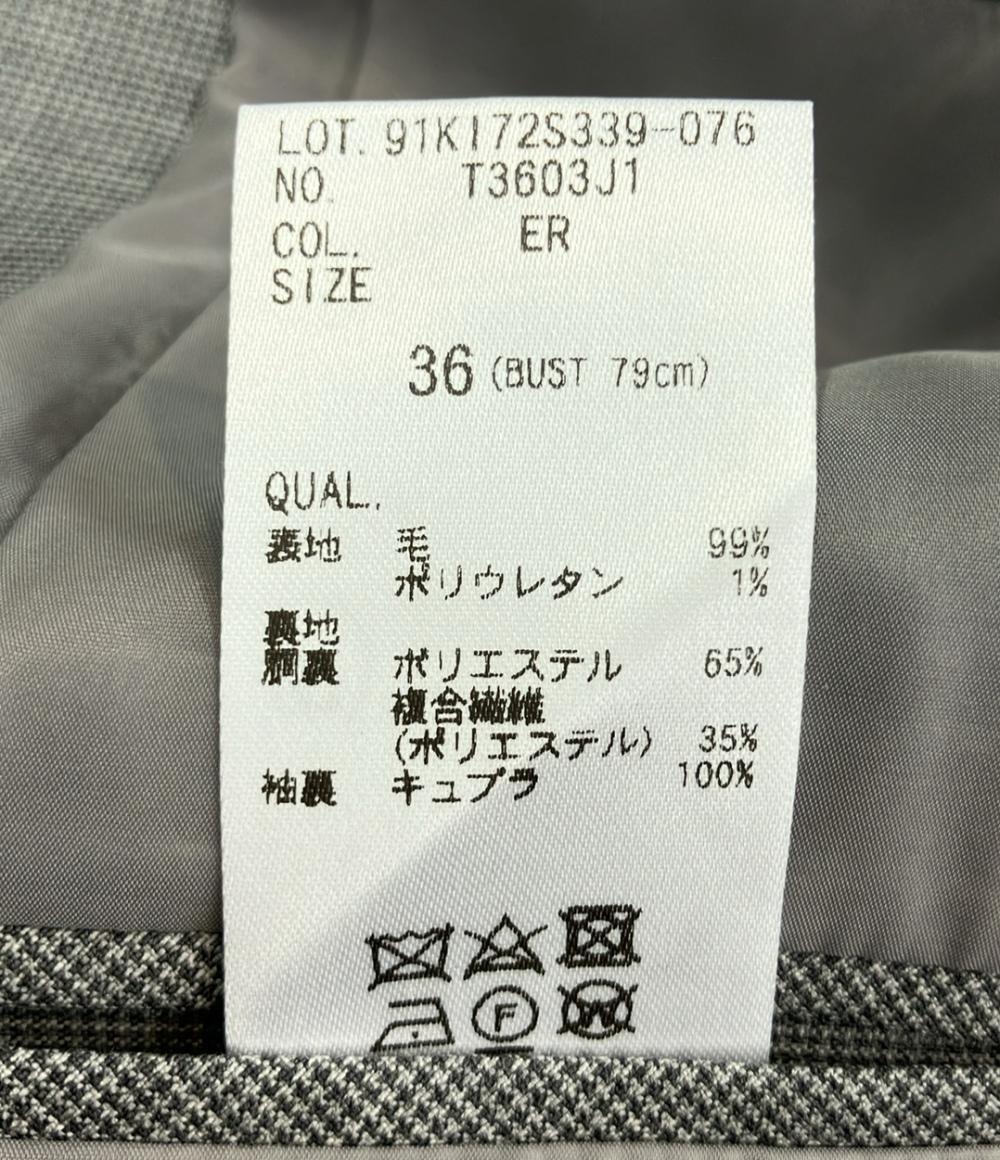 LOT. 91KI72S339-076
NO. T3603J1
COL. ER
SIZE
36 (BUST 79cm)
QUAL.
表地 毛 99%
ポリウレタン 1%
裏地
胴裏 ポリエステル 65%
複合繊維
(ポリエステル) 35%
袖裏 キュプラ 100%
F
W